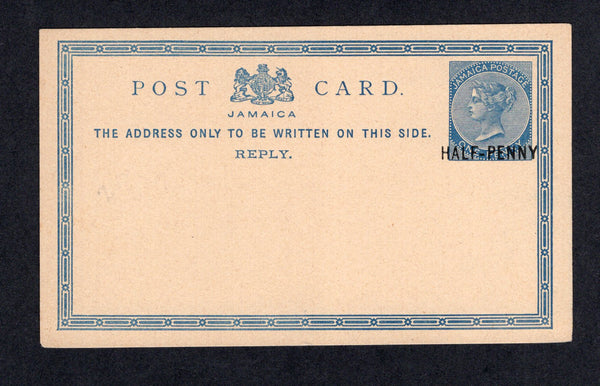 POST CARD.
JAMAICA
THE ADDRESS ONLY TO BE WRITTEN ON THIS SIDE.
REPLY.
JAMAICA POSTAGE
HALF-PENNY